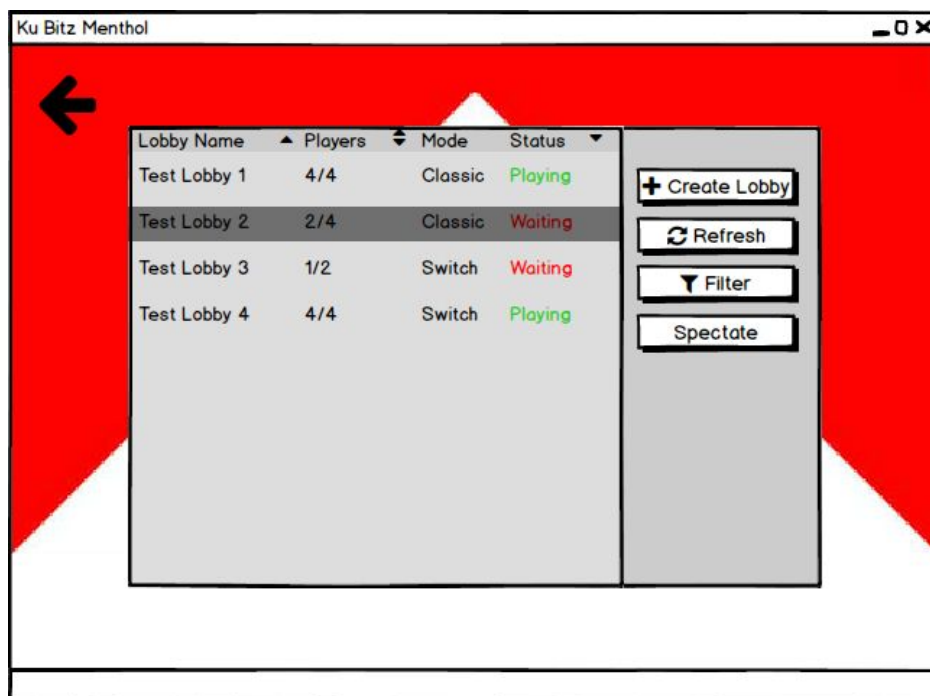 Ku Bitz Menthol
Lobby Name Players Mode Status
Test Lobby 1 4/4 Classic Playing
Test Lobby 2 2/4 Classic Waiting
Test Lobby 3 1/2 Switch Waiting
Test Lobby 4 4/4 Switch Playing
Create Lobby
Refresh
Filter
Spectate